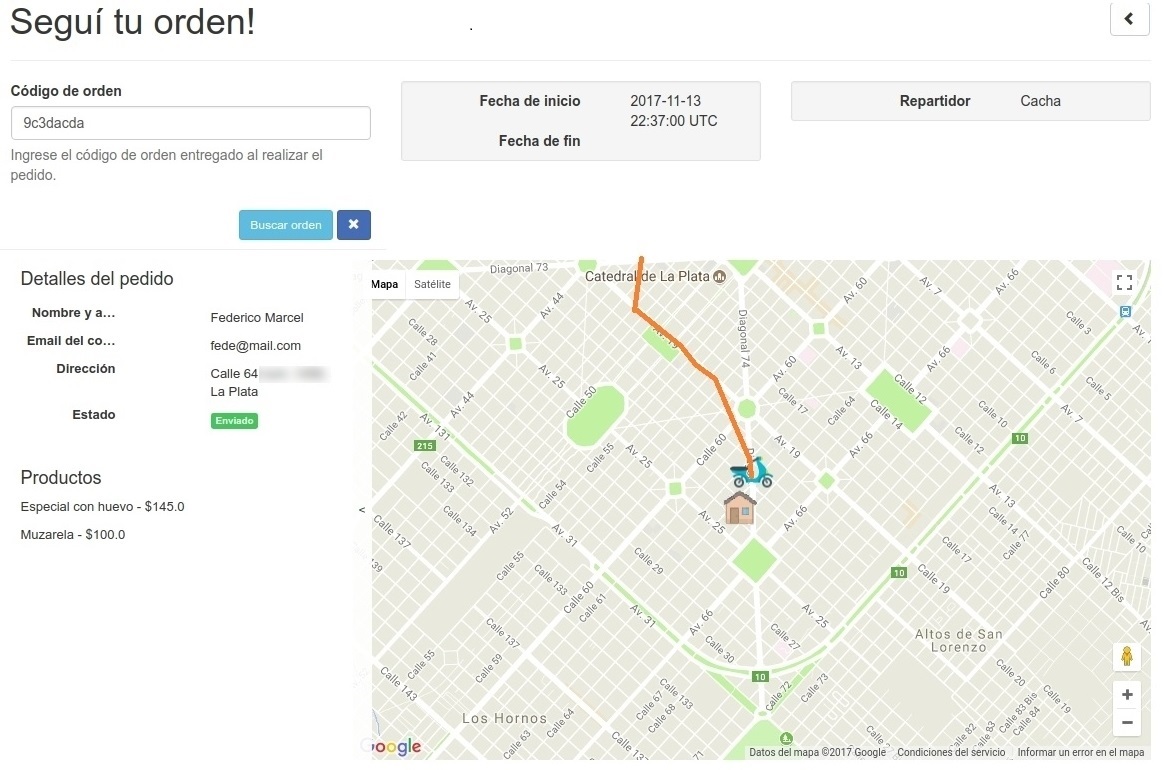 Seguí tu orden!
.
Código de orden
9c3dacda
Ingrese el código de orden entregado al realizar el
pedido.
Buscar orden
Fecha de inicio 2017-11-13
22:37:00 UTC
Fecha de fin
Repartidor Cacha
Detalles del pedido
Nombre y a... Federico Marcel
Email del co... fede@mail.com
Dirección Calle 64
La Plata
Estado Enviado
Productos
Especial con huevo - $145.0
Muzarela - $100.0
<
Mapa Satélite
Diagonal 73
Catedral de La Plata
Av. 25
Av. 44
Calle 28
Calle 41
Av. 19
Diagonal 74
Av. 60
Av. 7
Av. 66
Calle 3
Av. 13
Av. 60
Av. 66
Calle 6
Calle 5
Av. 25
Av. 44
Calle 50
Calle 17
Calle 64
Calle 12
Calle 14
Calle 10
Av. 7
Calle 42
Av. 131
215
Calle 132
Calle 133
Calle 55
Av. 25
Calle 60
Av. 19
Av. 66
Calle 12
10
Calle 54
Calle 134
Av. 52
Calle 137
Av. 31
Av. 25
Av. 66
Av. 13
Calle 14
Calle 77
Calle 10
139
Calle 55
Calle 133
Calle 60
Calle 61
Calle 29
Calle 17
10
Calle 19
Calle 80
Calle 12 Bis
Av. 31
Av. 66
Av. 25
Calle 27
Calle 137
Calle 30
Altos de San
Lorenzo
Calle 55
Calle 59
Calle 143
10
Calle 72
Calle 73
Calle 20
Calle 19
Calle 133
Calle 67
Calle 68
Los Hornos
Calle 64
Calle 63
Calle 83 Bis
Calle 84
Calle 83
Calle 82
71
Google
Datos del mapa ©2017 Google Condiciones del servicio Informar un error en el mapa